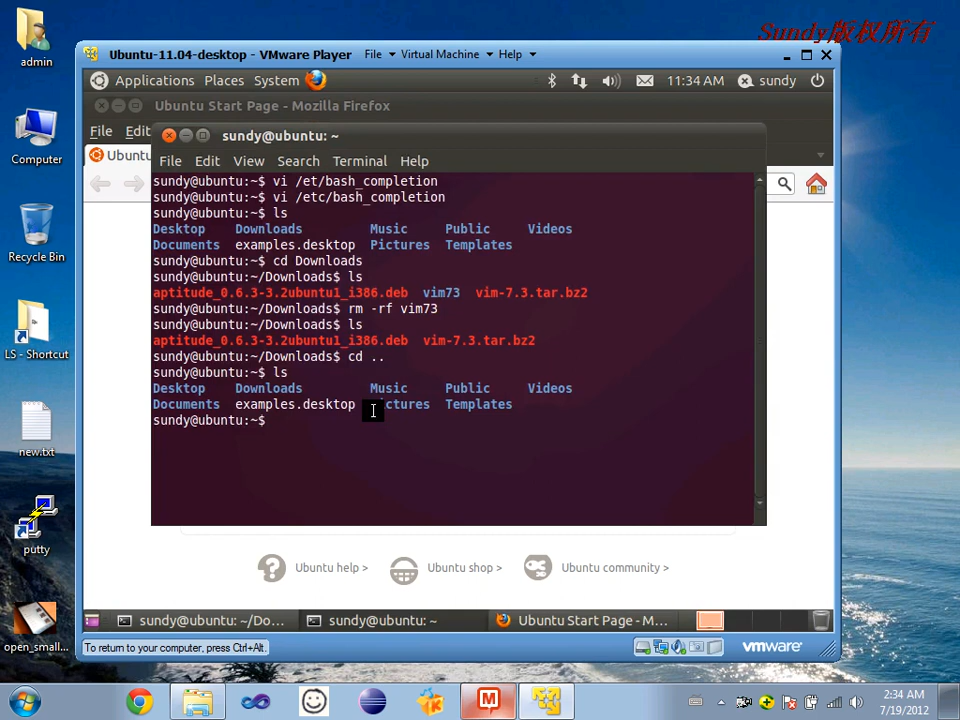 Sundy版权所有
admin
Computer
Recycle Bin
LS - Shortcut
new.txt
putty
open_small...
Ubuntu-11.04-desktop - VMware Player File Virtual Machine Help
Applications Places System 11:34 AM sundy
Ubuntu Start Page - Mozilla Firefox
File Edit
Ubuntu
sundy@ubuntu: ~
File Edit View Search Terminal Help
sundy@ubuntu:~$ vi /et/bash_completion
sundy@ubuntu:~$ vi /etc/bash_completion
sundy@ubuntu:~$ ls
Desktop Downloads Music Public Videos
Documents examples.desktop Pictures Templates
sundy@ubuntu:~$ cd Downloads
sundy@ubuntu:~/Downloads$ ls
aptitude_0.6.3-3.2ubuntu1_i386.deb vim73 vim-7.3.tar.bz2
sundy@ubuntu:~/Downloads$ rm -rf vim73
sundy@ubuntu:~/Downloads$ ls
aptitude_0.6.3-3.2ubuntu1_i386.deb vim-7.3.tar.bz2
sundy@ubuntu:~/Downloads$ cd ..
sundy@ubuntu:~$ ls
Desktop Downloads Music Public Videos
Documents examples.desktop Pictures Templates
sundy@ubuntu:~$
Ubuntu help > Ubuntu shop > Ubuntu community >
sundy@ubuntu: ~/Do... sundy@ubuntu: ~ Ubuntu Start Page - M...
To return to your computer, press Ctrl+Alt. vmware
2:34 AM
7/19/2012